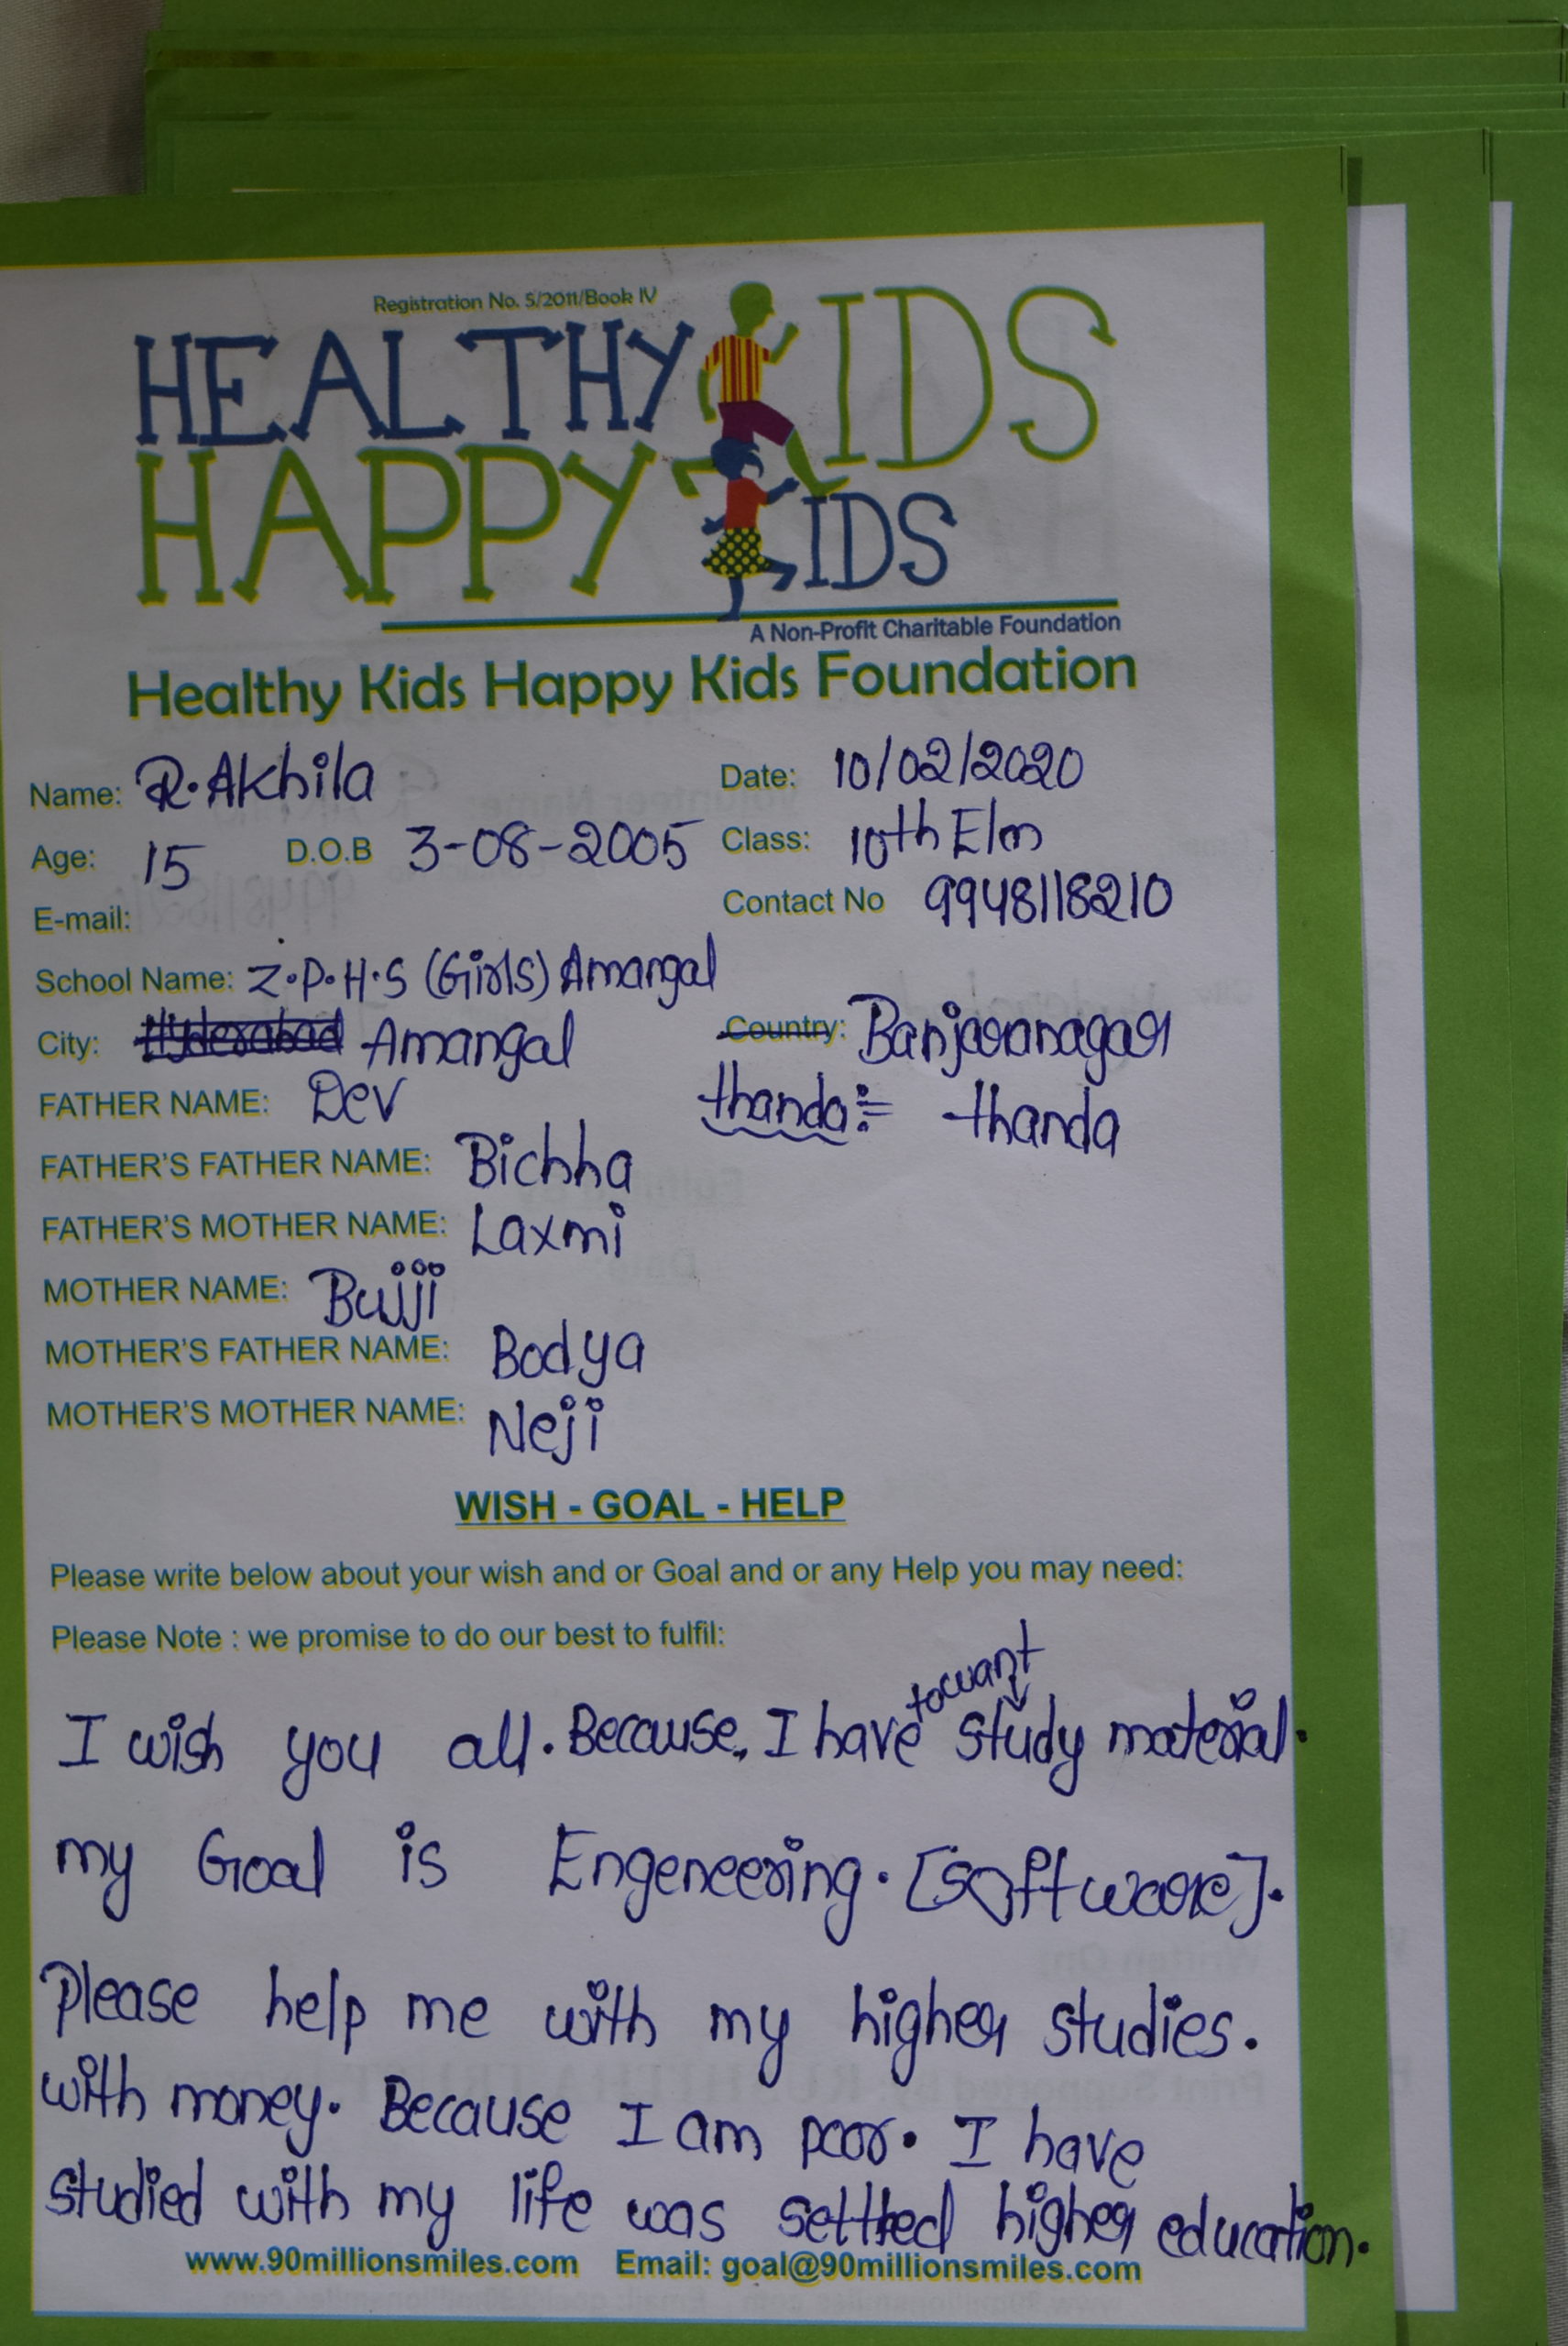 Registration No. 5/2011/Book IV
HEALTHY KIDS
HAPPY KIDS
A Non-Profit Charitable Foundation
Healthy Kids Happy Kids Foundation
Name: R. Akhila Date: 10/02/2020
Age: 15 D.O.B 3-08-2005 Class: 10th E/m
E-mail: Contact No 9948118210
School Name: Z.P.H.S (Girls) Amangal
City: Hyderabad Amangal Country: Banjaranagar
FATHER NAME: Dev thanda:= thanda
FATHER'S FATHER NAME: Bichha
FATHER'S MOTHER NAME: Laxmi
MOTHER NAME: Bujji
MOTHER'S FATHER NAME: Bodya
MOTHER'S MOTHER NAME: Neji
WISH - GOAL - HELP
Please write below about your wish and or Goal and or any Help you may need:
Please Note : we promise to do our best to fulfil:
to want
I wish you all. Because, I have study material.
my Goal is Engeneering. [software].
Please help me with my higher studies.
with money. Because I am poor. I have
studied with my life was settled higher education.
www.90millionsmiles.com Email: goal@90millionsmiles.com